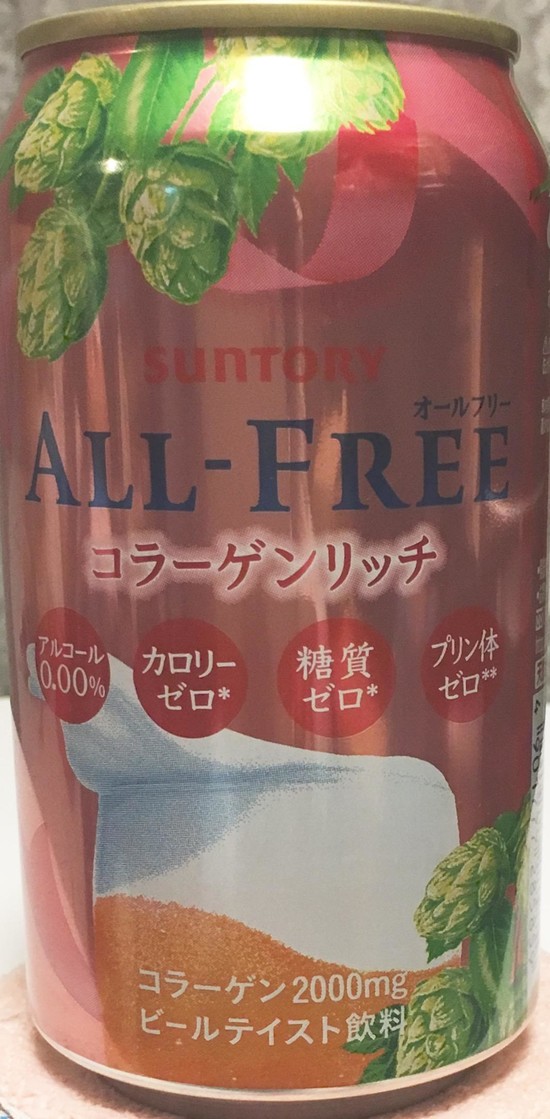 SUNTORY
オールフリー
ALL-FREE
コラーゲンリッチ
アルコール
0.00%
カロリー
ゼロ*
糖質
ゼロ*
プリン体
ゼロ**
コラーゲン2000mg
ビールテイスト飲料